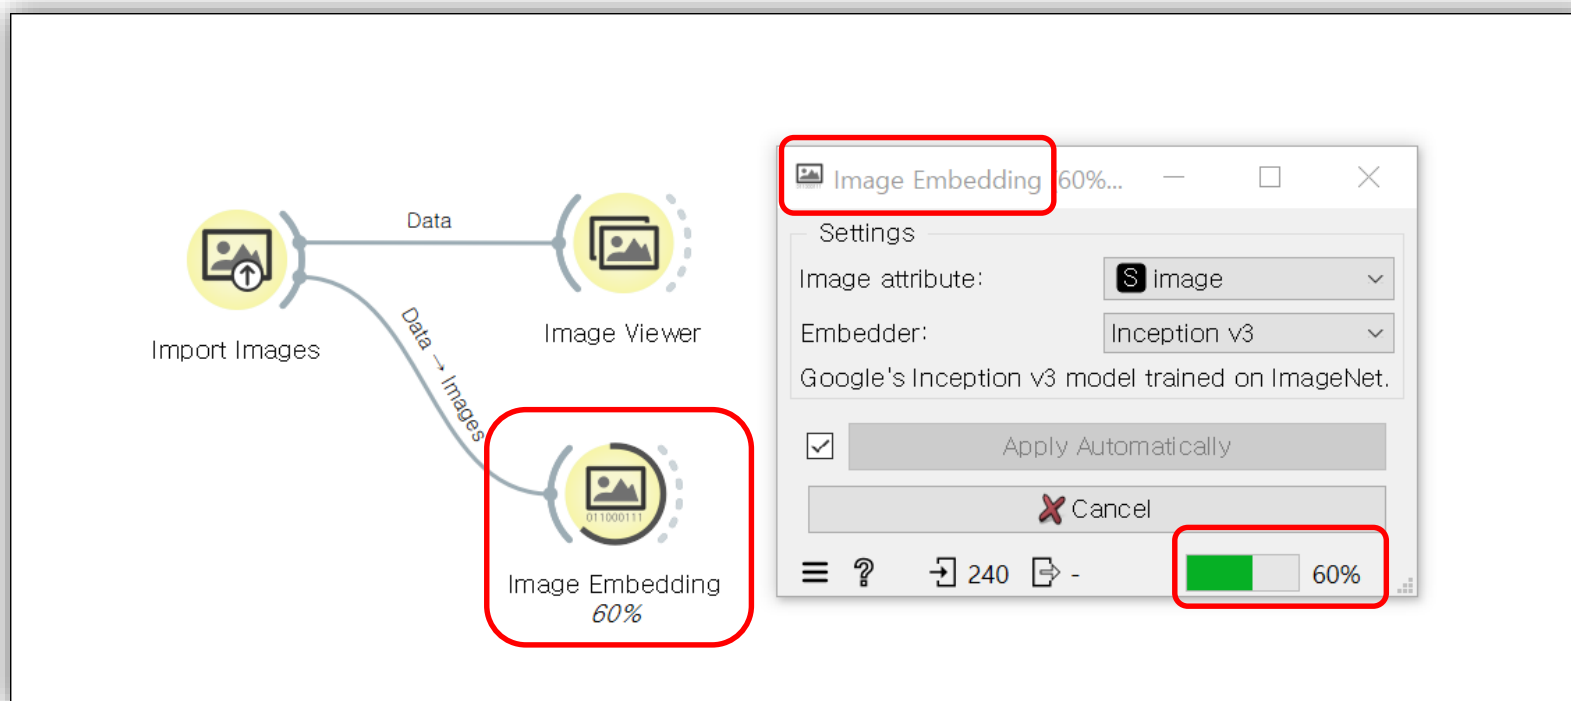 Data
Import Images
Image Viewer
Data → Images
011000111
Image Embedding
60%
Image Embedding 60%...
Settings
Image attribute:
S image
Embedder:
Inception v3
Google's Inception v3 model trained on ImageNet.
Apply Automatically
Cancel
? 240 - 60%